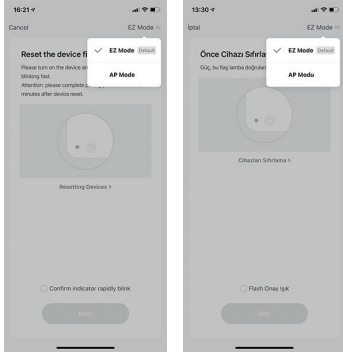 16:21
Cancel
EZ Mode
Reset the device fi
EZ Mode Default
Please turn on the device an
blinking fast.
AP Mode
Attention: please complete p
minutes after device reset.
Resetting Devices >
Confirm indicator rapidly blink
Next
13:30
İptal
EZ Mode
Önce Cihazı Sıfırla
EZ Mode Default
Güç, bu flaş lamba doğrulan
AP Modu
Cihazları Sıfırlama >
Flash Onay Işık